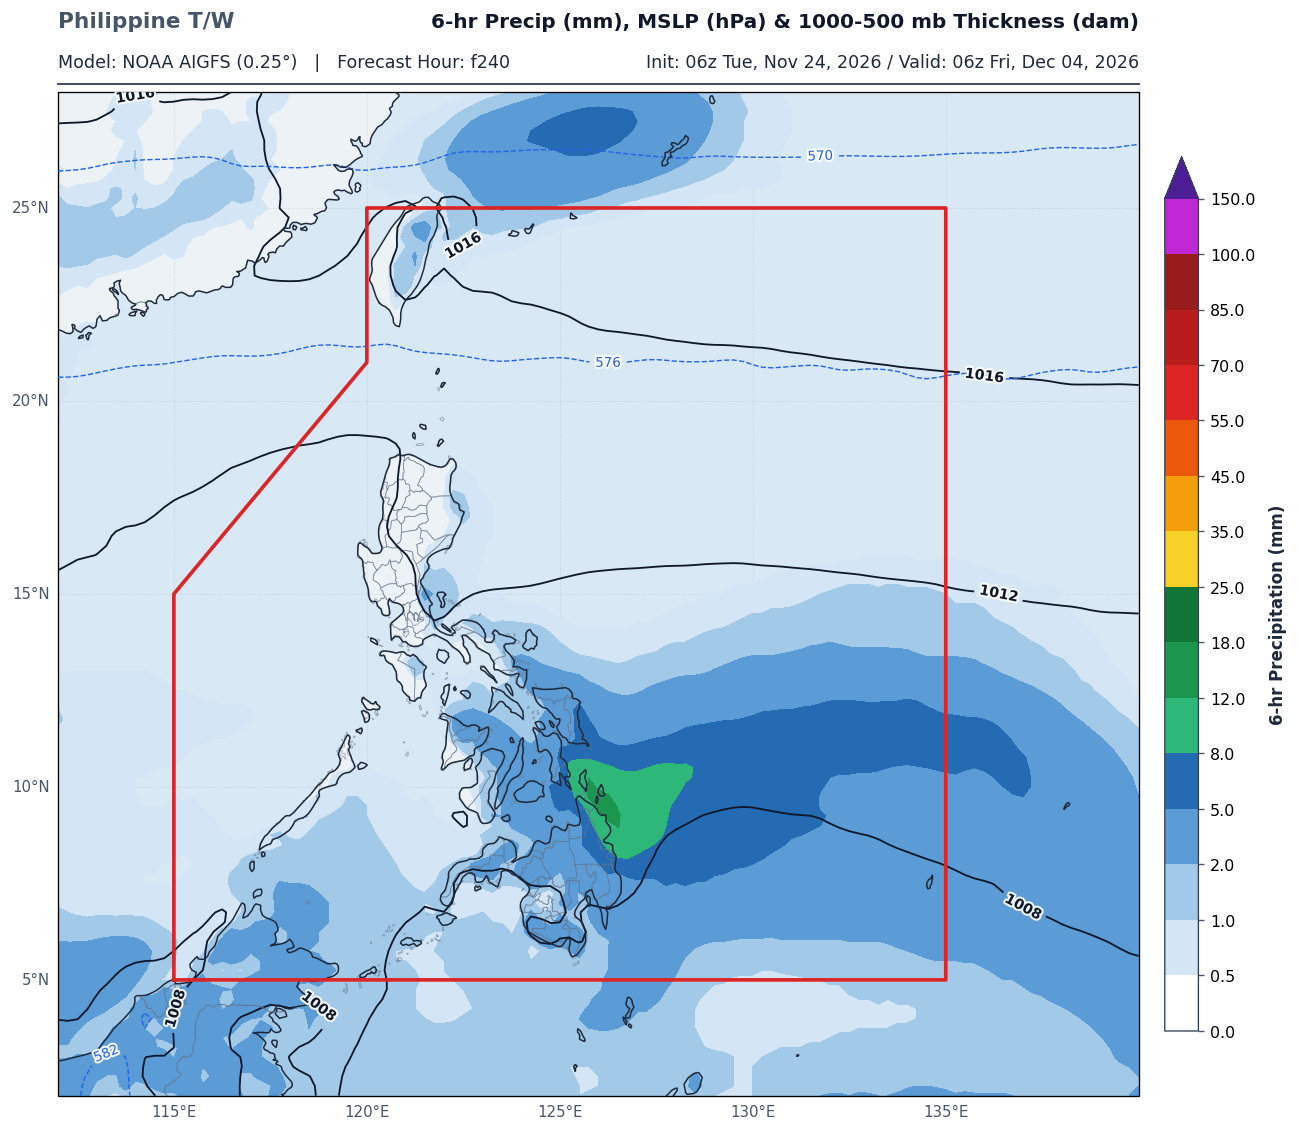 Philippine T/W
6-hr Precip (mm), MSLP (hPa) & 1000-500 mb Thickness (dam)
Model: NOAA AIGFS (0.25°) | Forecast Hour: f240
Init: 06z Tue, Nov 24, 2026 / Valid: 06z Fri, Dec 04, 2026
1016
570
25°N
1016
576
1016
20°N
15°N
1012
10°N
1008
5°N
1008
1008
582
115°E
120°E
125°E
130°E
135°E
150.0
100.0
85.0
70.0
55.0
45.0
35.0
25.0
18.0
12.0
8.0
5.0
2.0
1.0
0.5
0.0
6-hr Precipitation (mm)